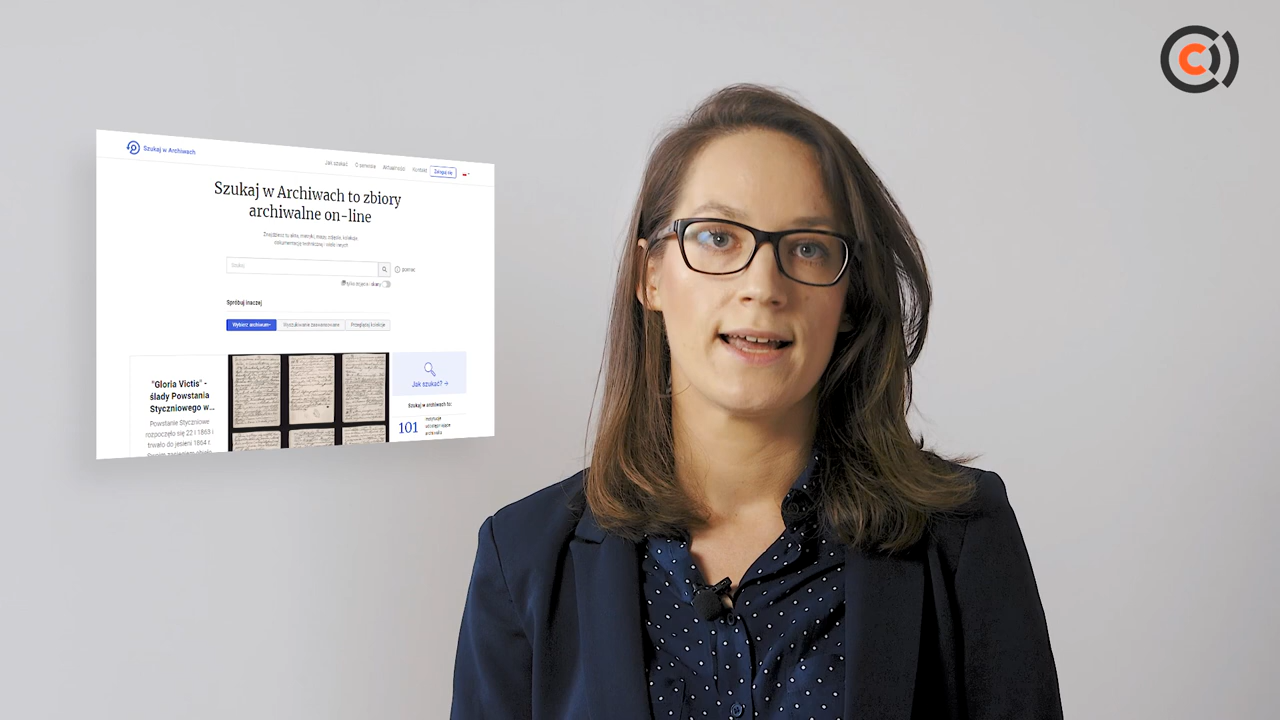 Szukaj w Archiwach
Jak szukać O serwisie Aktualności Kontakt Zaloguj się
Szukaj w Archiwach to zbiory
archiwalne on-line
Szukaj
pomoc
Spróbuj inaczej
Wybierz archiwum Wyszukiwanie zaawansowane Przeglądaj kolekcje
"Gloria Victis" -
ślady Powstania
Styczniowego w...
Powstanie Styczniowe
rozpoczęło się 22 I 1863 i
trwało do jesieni 1864 r.
Jak szukać? →
Szukaj w archiwach to:
101